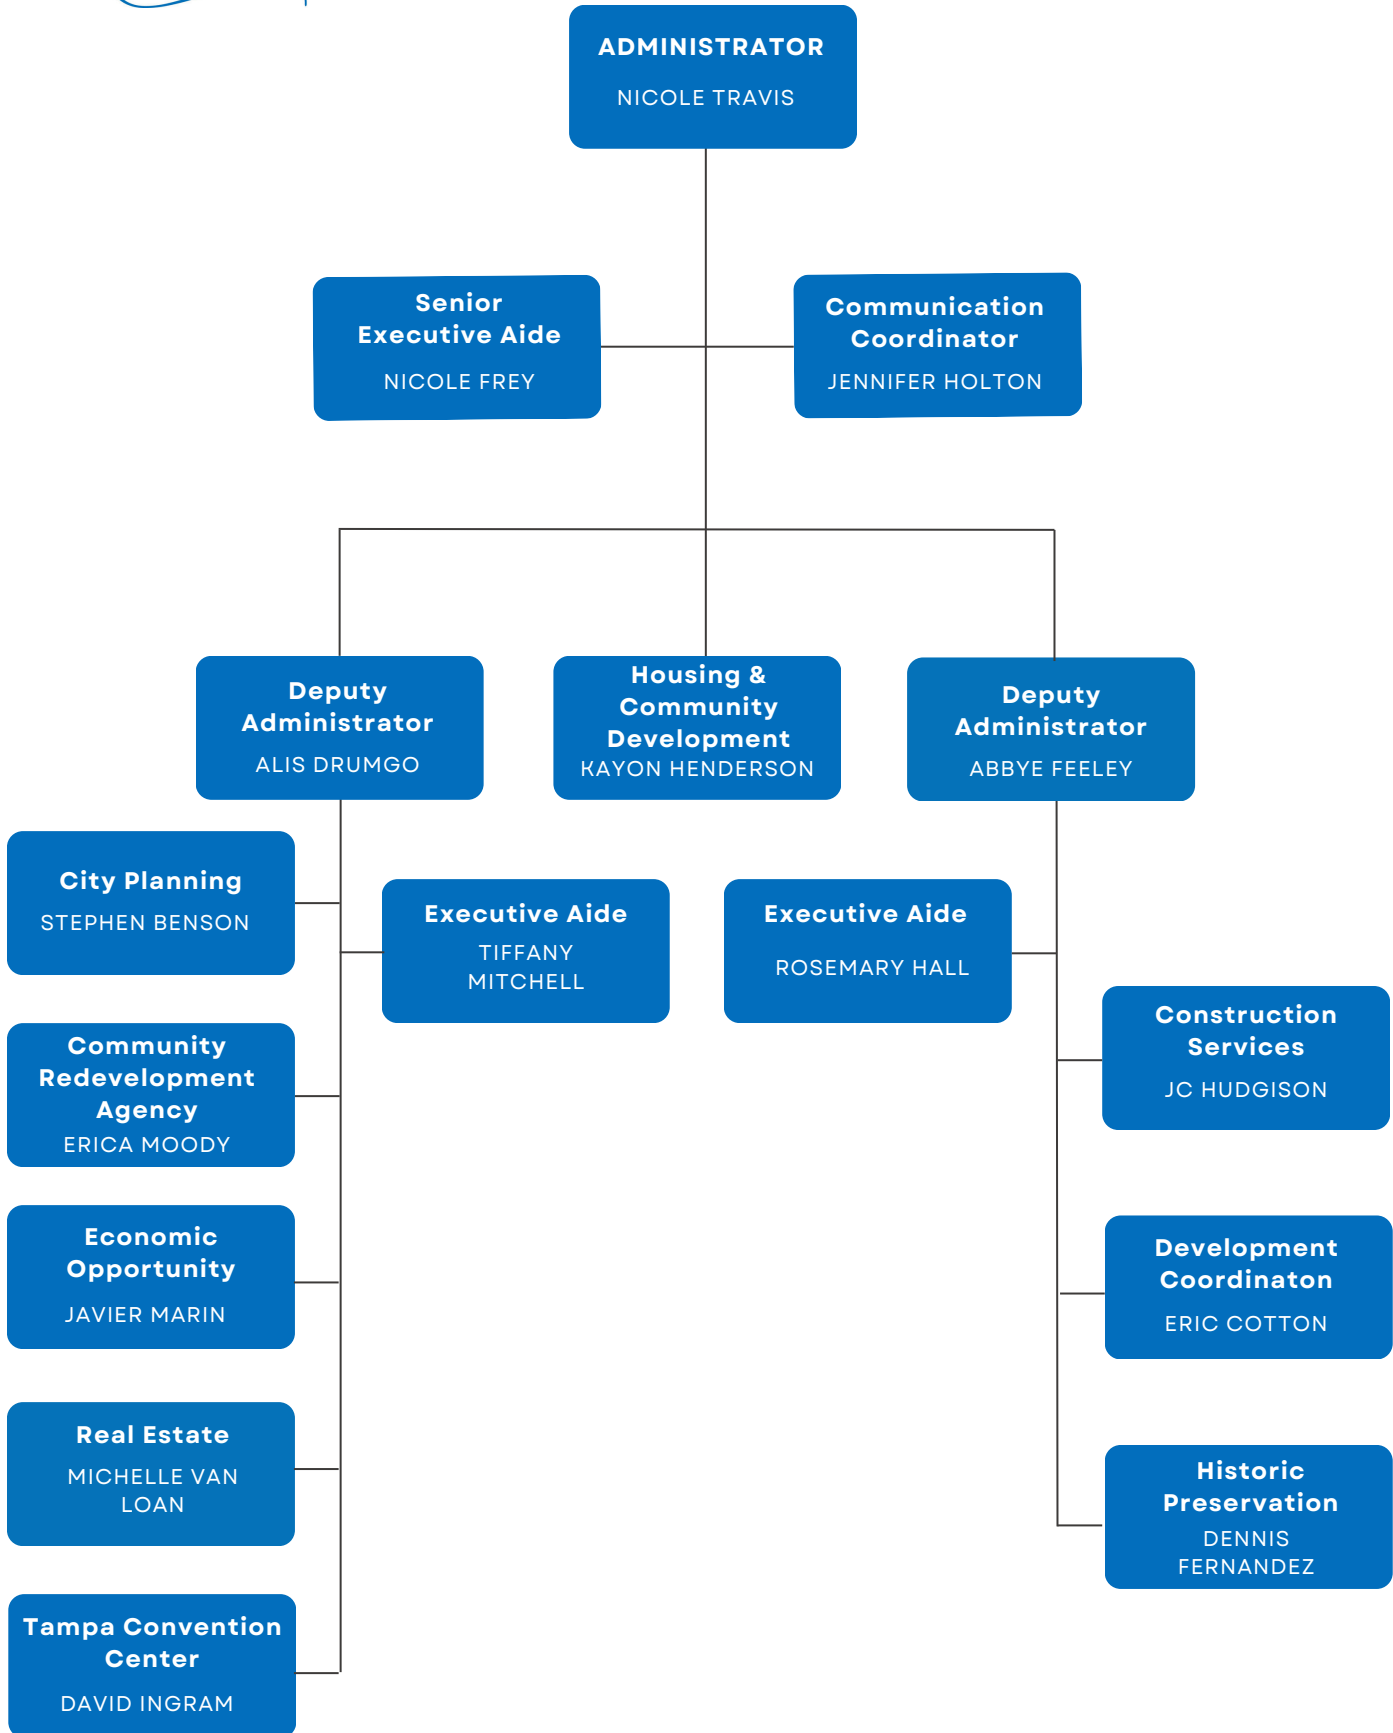 ADMINISTRATOR
NICOLE TRAVIS
Senior
Executive Aide
NICOLE FREY
Communication
Coordinator
JENNIFER HOLTON
Deputy
Administrator
ALIS DRUMGO
Housing &
Community
Development
KAYON HENDERSON
Deputy
Administrator
ABBYE FEELEY
City Planning
STEPHEN BENSON
Executive Aide
TIFFANY
MITCHELL
Executive Aide
ROSEMARY HALL
Construction
Services
JC HUDGISON
Community
Redevelopment
Agency
ERICA MOODY
Economic
Opportunity
JAVIER MARIN
Development
Coordinaton
ERIC COTTON
Real Estate
MICHELLE VAN
LOAN
Historic
Preservation
DENNIS
FERNANDEZ
Tampa Convention
Center
DAVID INGRAM